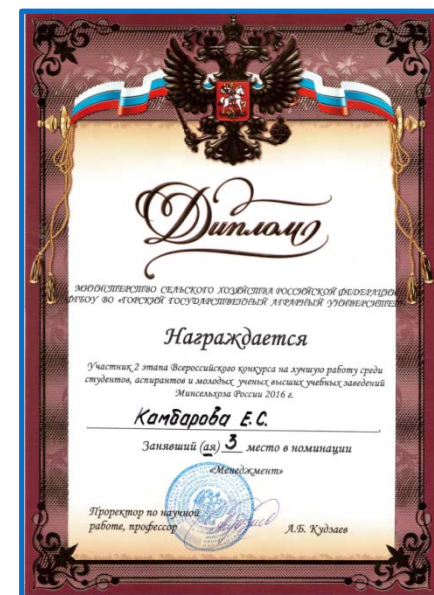 Диплом
МИНИСТЕРСТВО СЕЛЬСКОГО ХОЗЯЙСТВА РОССИЙСКОЙ ФЕДЕРАЦИИ
ФГБОУ ВО «ГОРСКИЙ ГОСУДАРСТВЕННЫЙ АГРАРНЫЙ УНИВЕРСИТЕТ»
Награждается
Участник 2 этапа Всероссийского конкурса на лучшую работу среди
студентов, аспирантов и молодых ученых высших учебных заведений
Минсельхоза России 2016 г.
Камбарова Е.С.
Занявший (ая) 3 место в номинации
«Менеджмент»
Проректор по научной
работе, профессор А.Б. Кудзаев